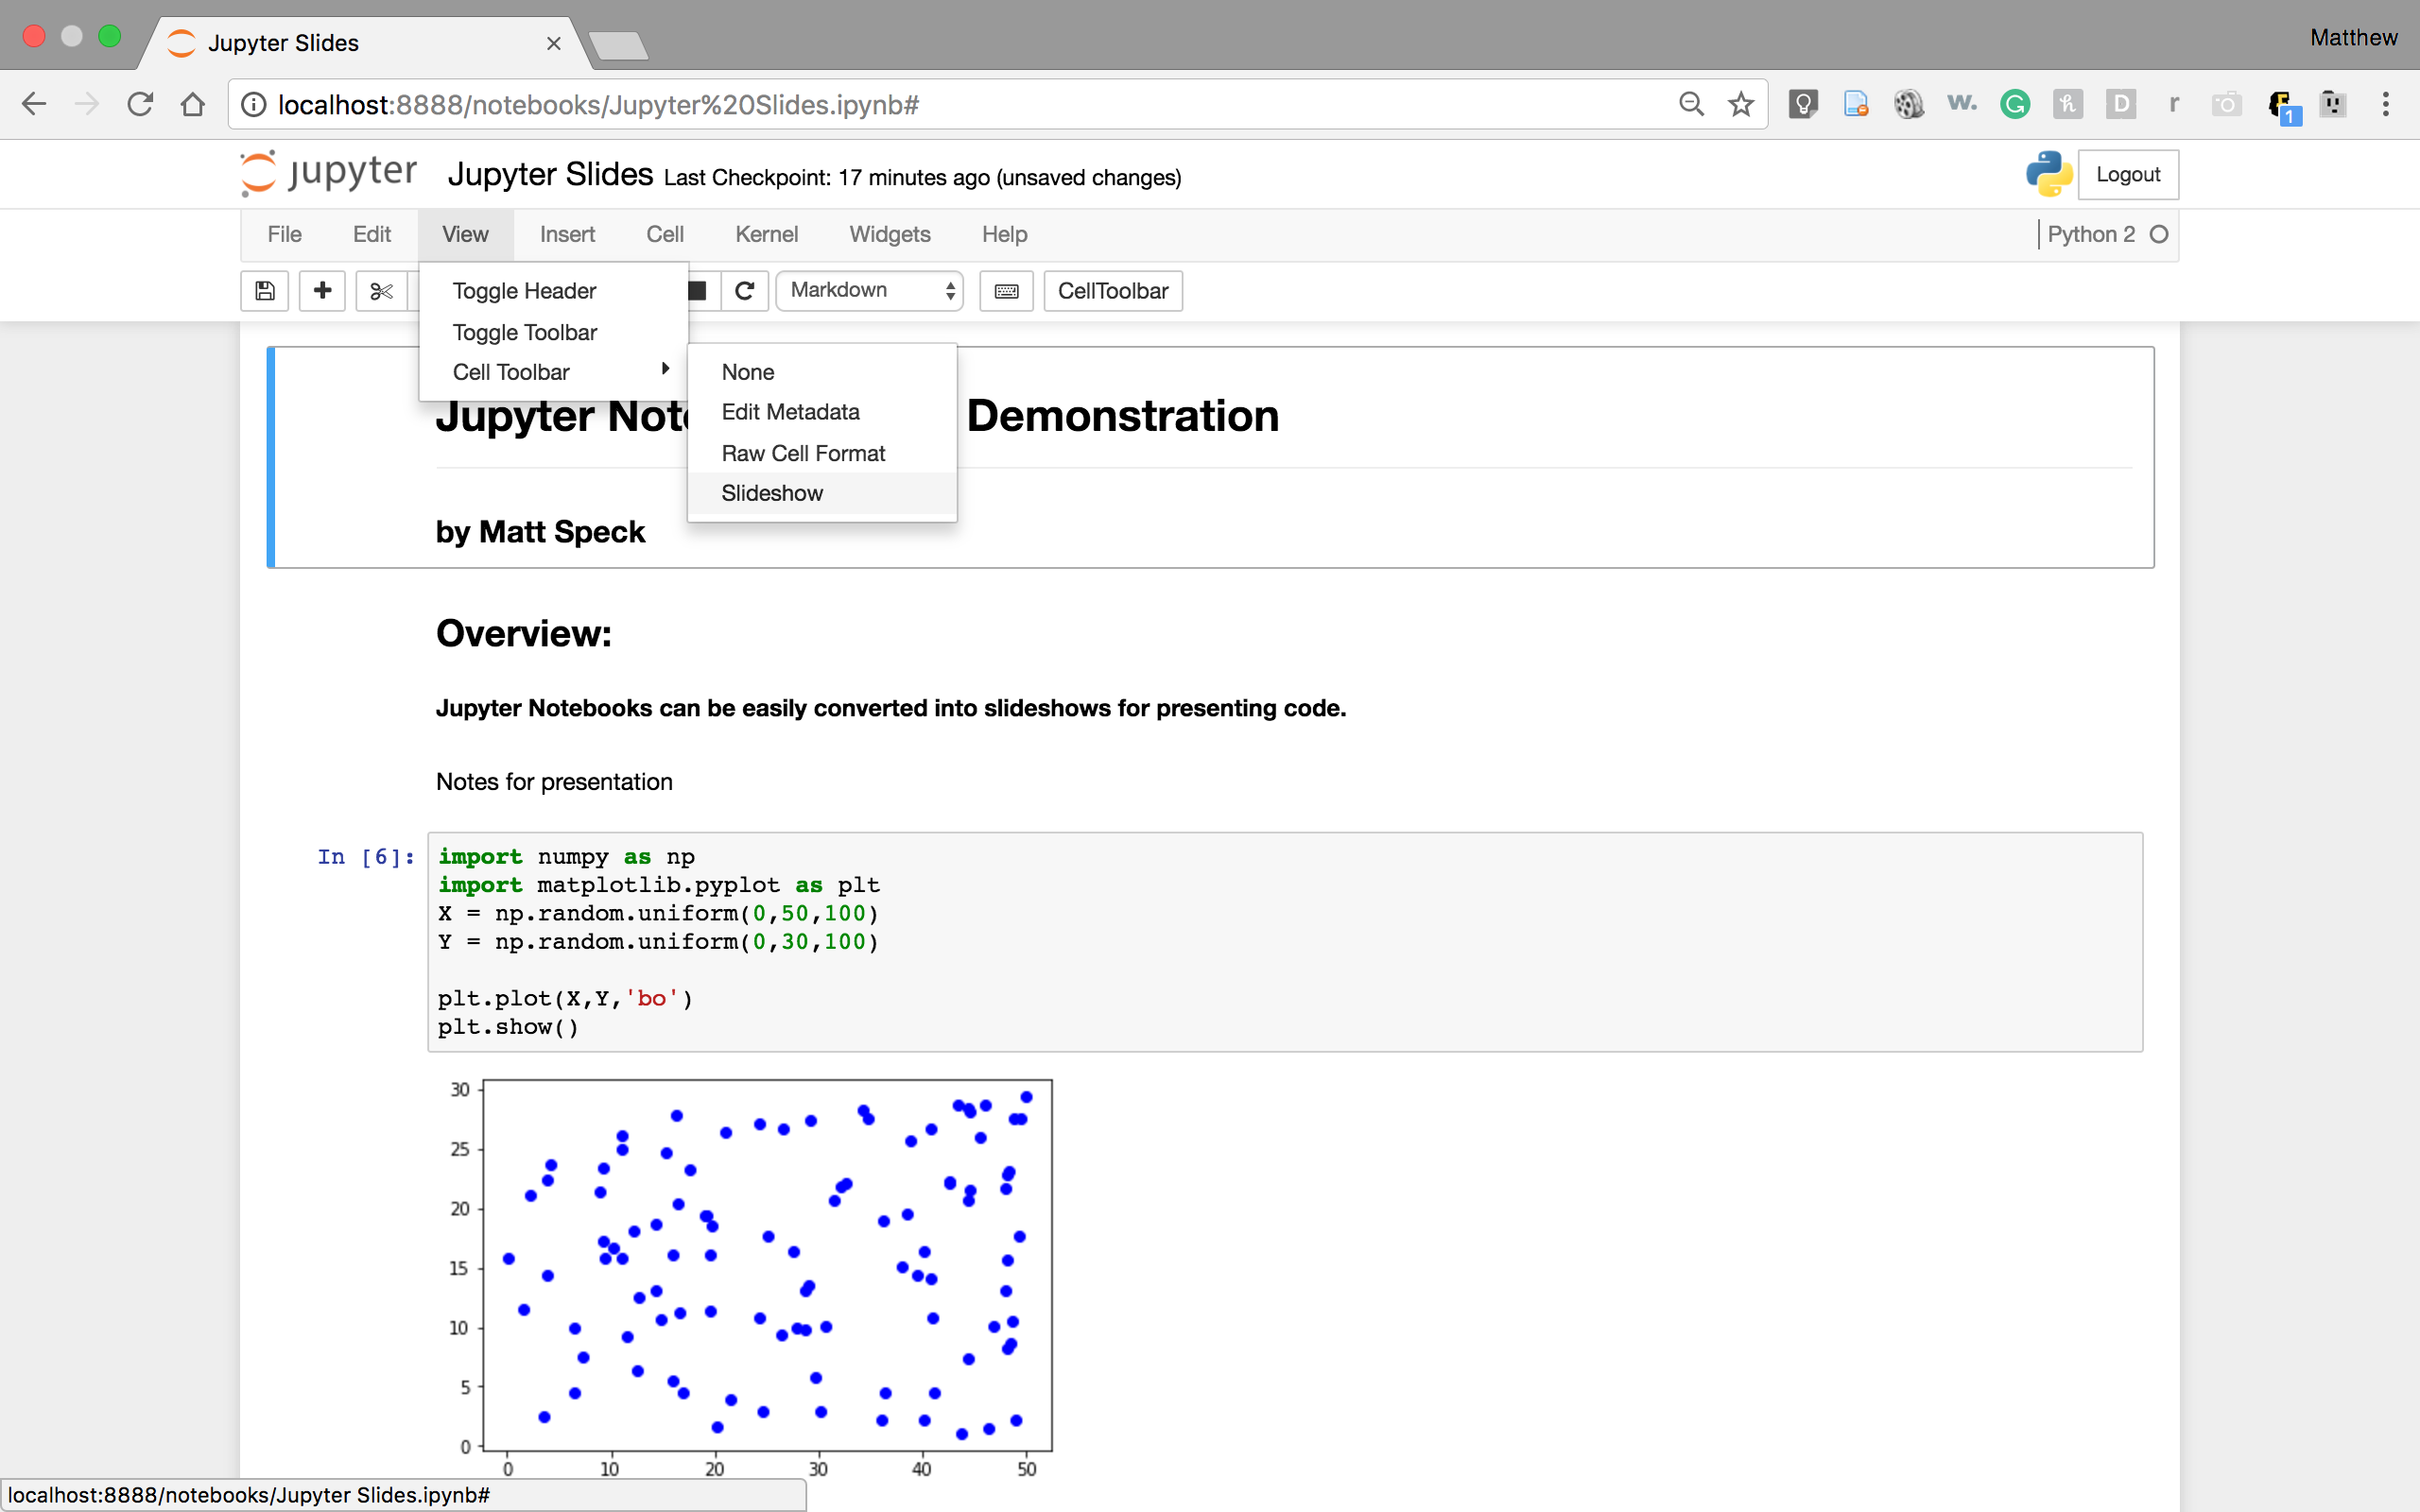 Jupyter Slides
Matthew
localhost:8888/notebooks/Jupyter%20Slides.ipynb#
w.
G
h
D
r
1
jupyter Jupyter Slides Last Checkpoint: 17 minutes ago (unsaved changes)
Logout
File Edit View Insert Cell Kernel Widgets Help
Python 2
Toggle Header
Toggle Toolbar
Cell Toolbar
Markdown
CellToolbar
None
Edit Metadata
Raw Cell Format
Slideshow
Jupyter Demonstration
by Matt Speck
Overview:
Jupyter Notebooks can be easily converted into slideshows for presenting code.
Notes for presentation
In [6]:
import numpy as np
import matplotlib.pyplot as plt
X = np.random.uniform(0,50,100)
Y = np.random.uniform(0,30,100)
plt.plot(X,Y,'bo')
plt.show()
30
25
20
15
10
5
0
0 10 20 30 40 50
localhost:8888/notebooks/Jupyter Slides.ipynb#